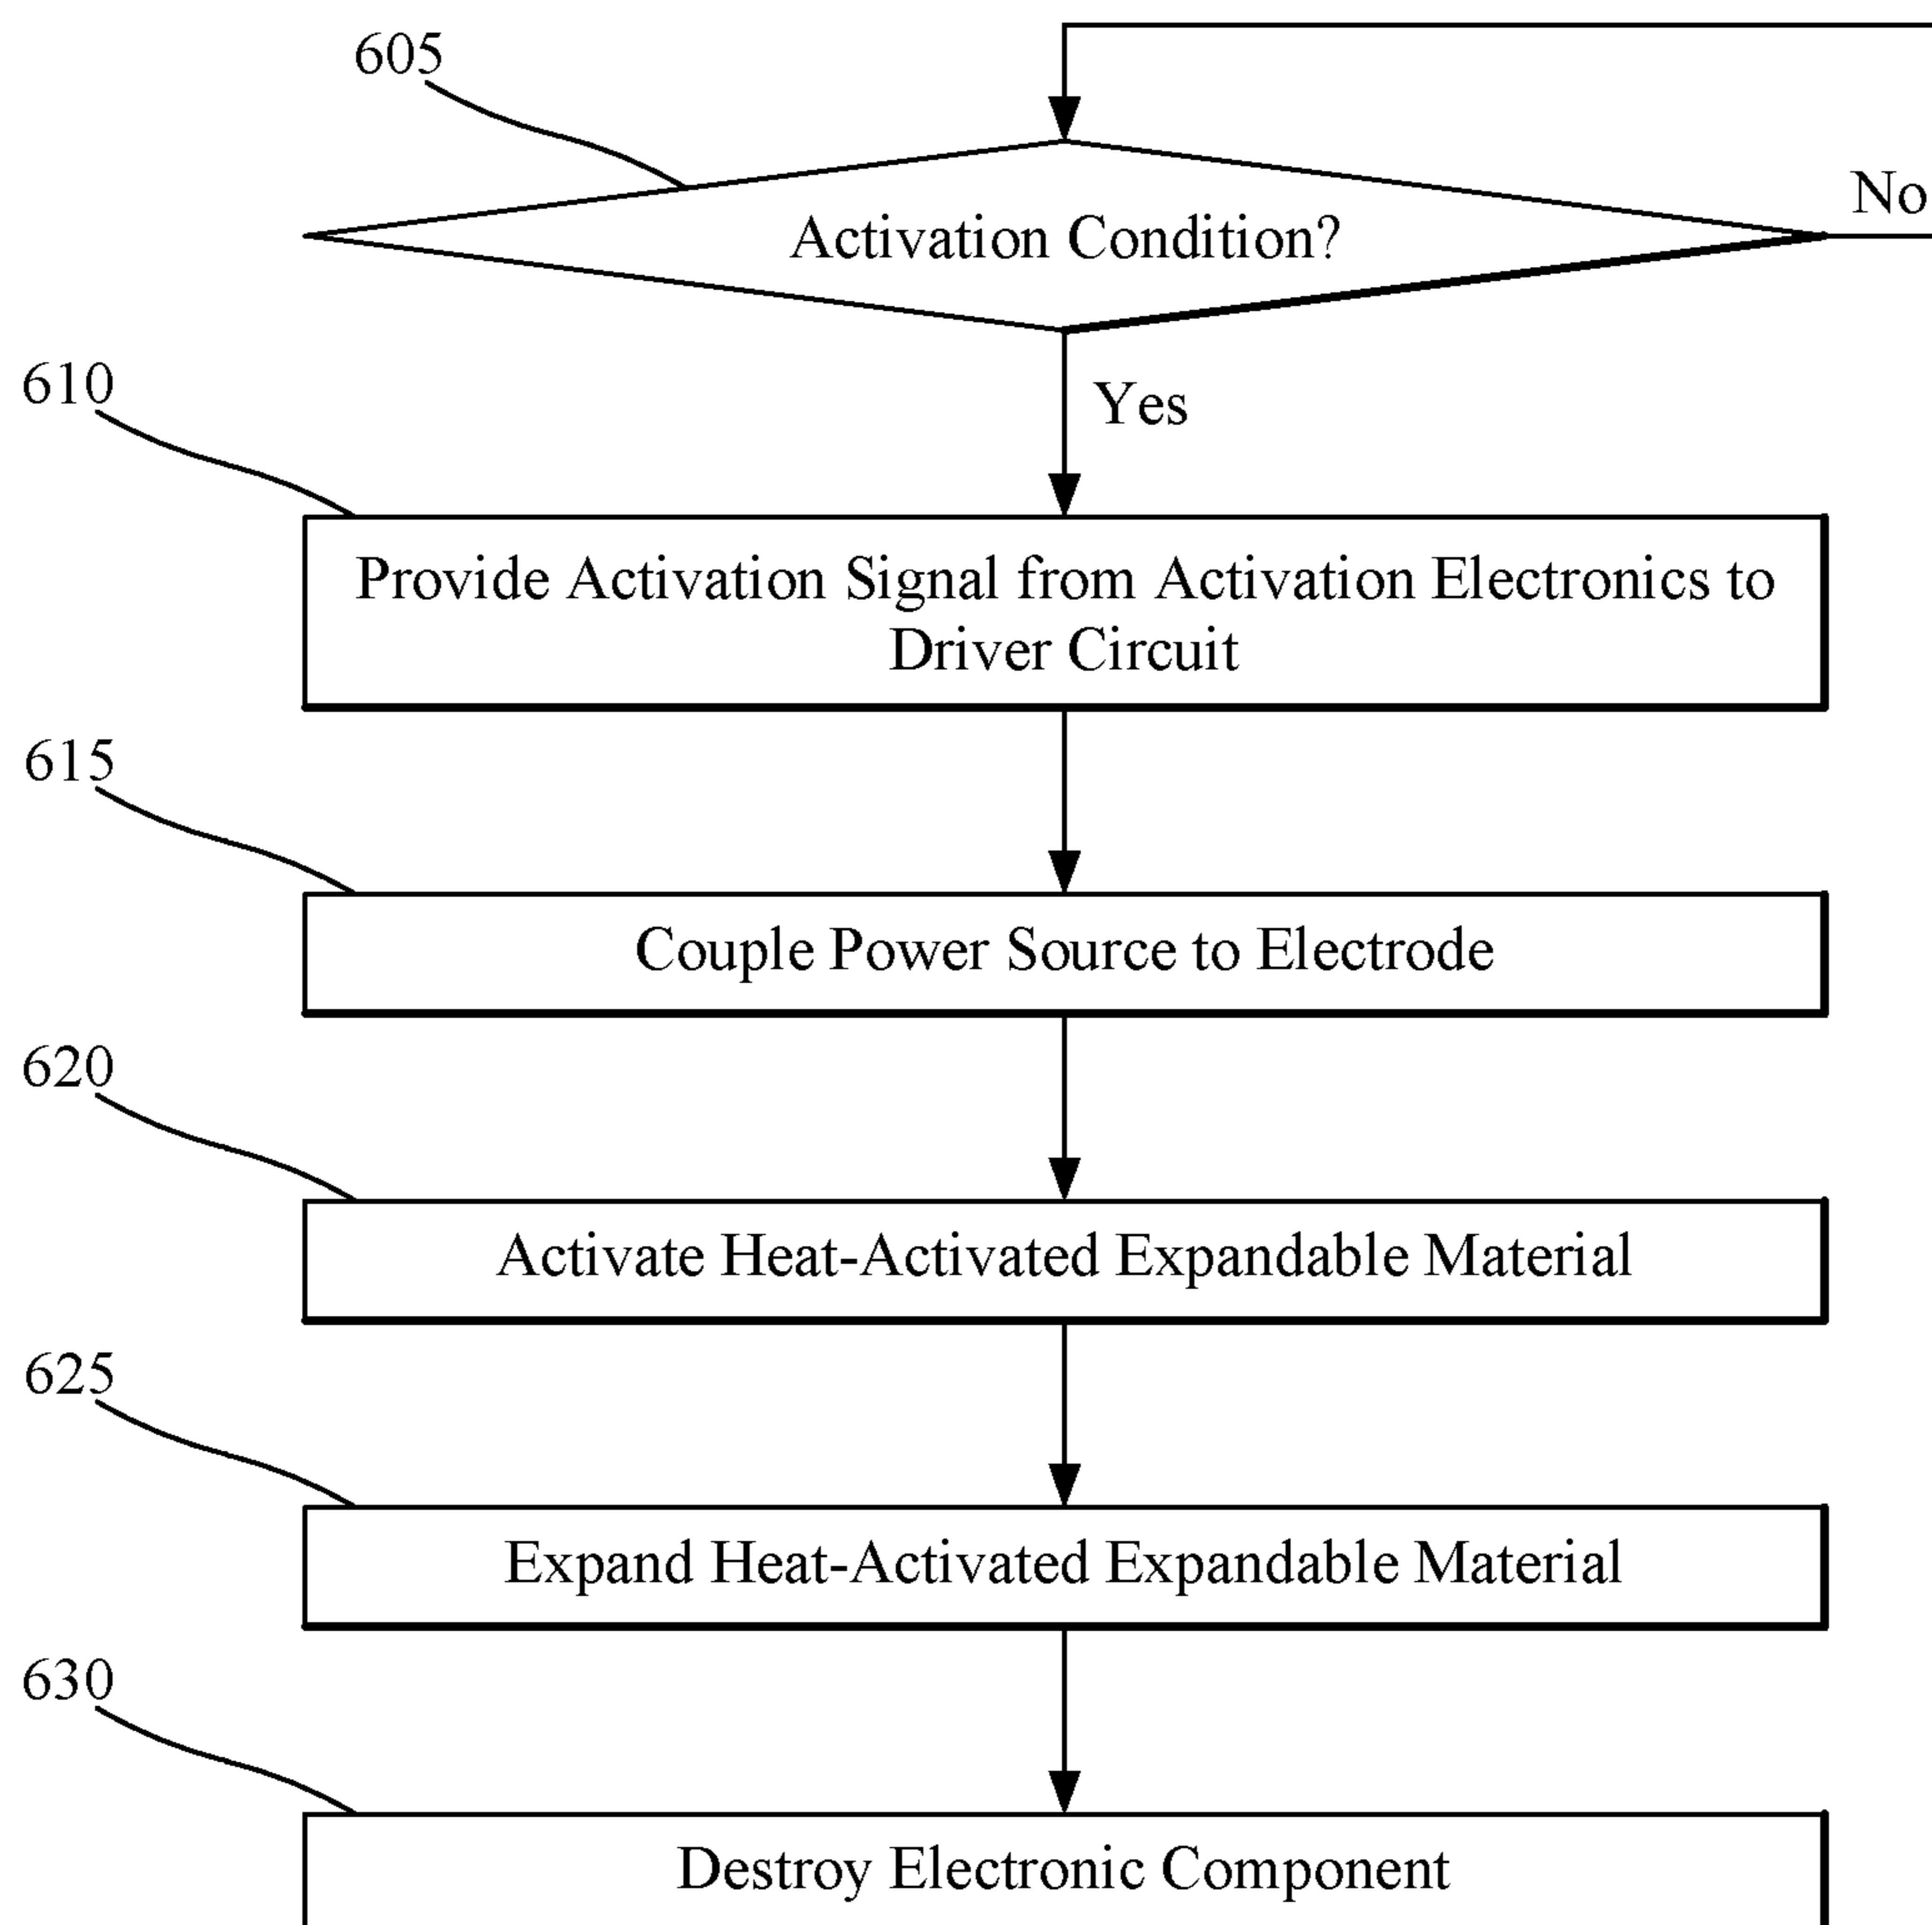 605
Activation Condition?
No
Yes
610
Provide Activation Signal from Activation Electronics to
Driver Circuit
615
Couple Power Source to Electrode
620
Activate Heat-Activated Expandable Material
625
Expand Heat-Activated Expandable Material
630
Destroy Electronic Component